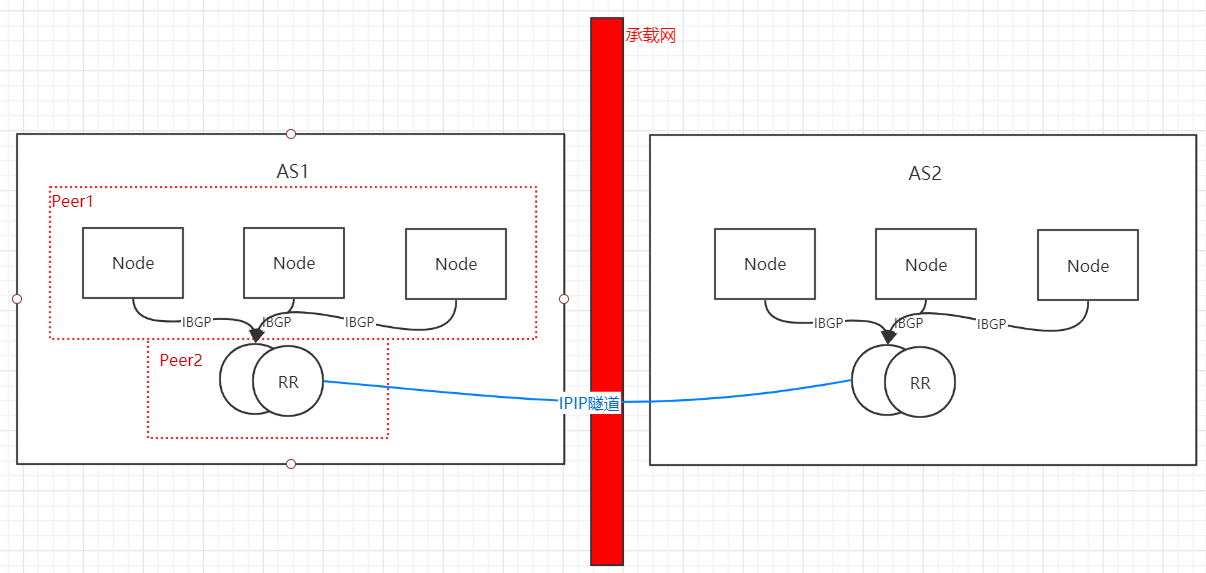 承载网
AS1
Peer1
Node
Node
Node
IBGP
IBGP
IBGP
Peer2
RR
IPIP隧道
AS2
Node
Node
Node
IBGP
IBGP
IBGP
RR